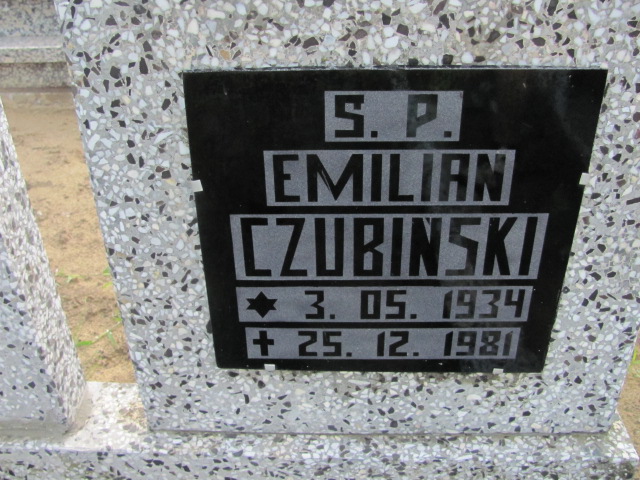 S. P.
EMILIAN
CZUBIŃSKI
✶ 3. 05. 1934
✝ 25. 12. 1981